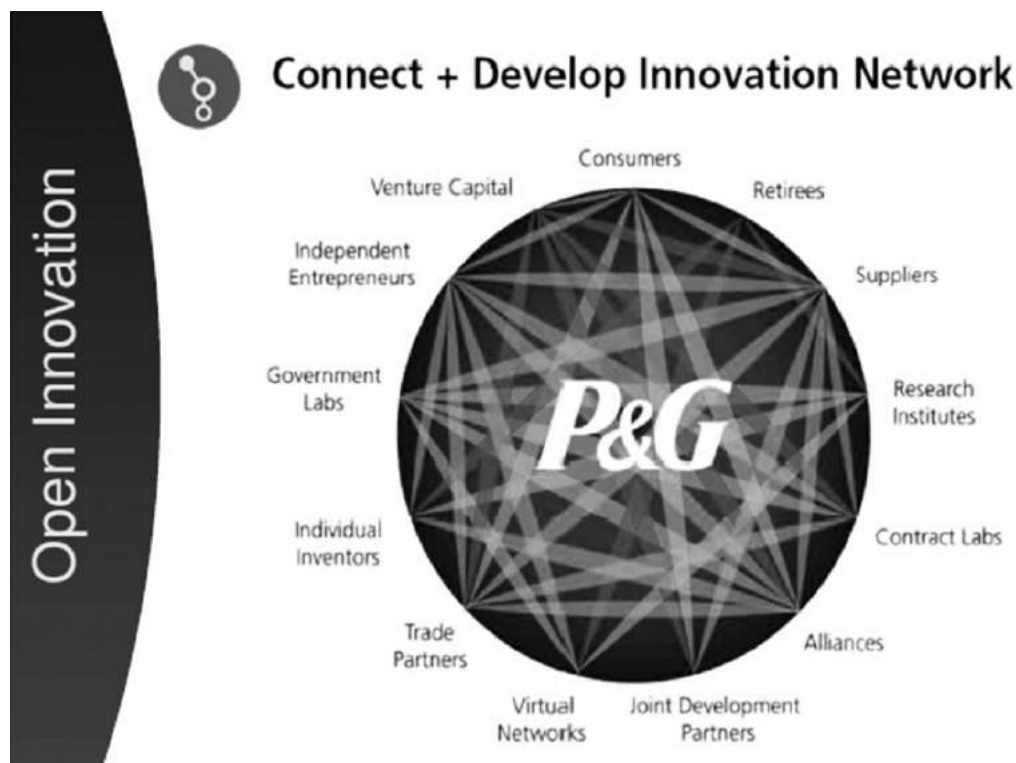 Open Innovation
Connect + Develop Innovation Network
Consumers
Venture Capital
Retirees
Independent
Entrepreneurs
Suppliers
Government
Labs
Research
Institutes
P&G
Individual
Inventors
Contract Labs
Trade
Partners
Alliances
Virtual
Networks
Joint Development
Partners